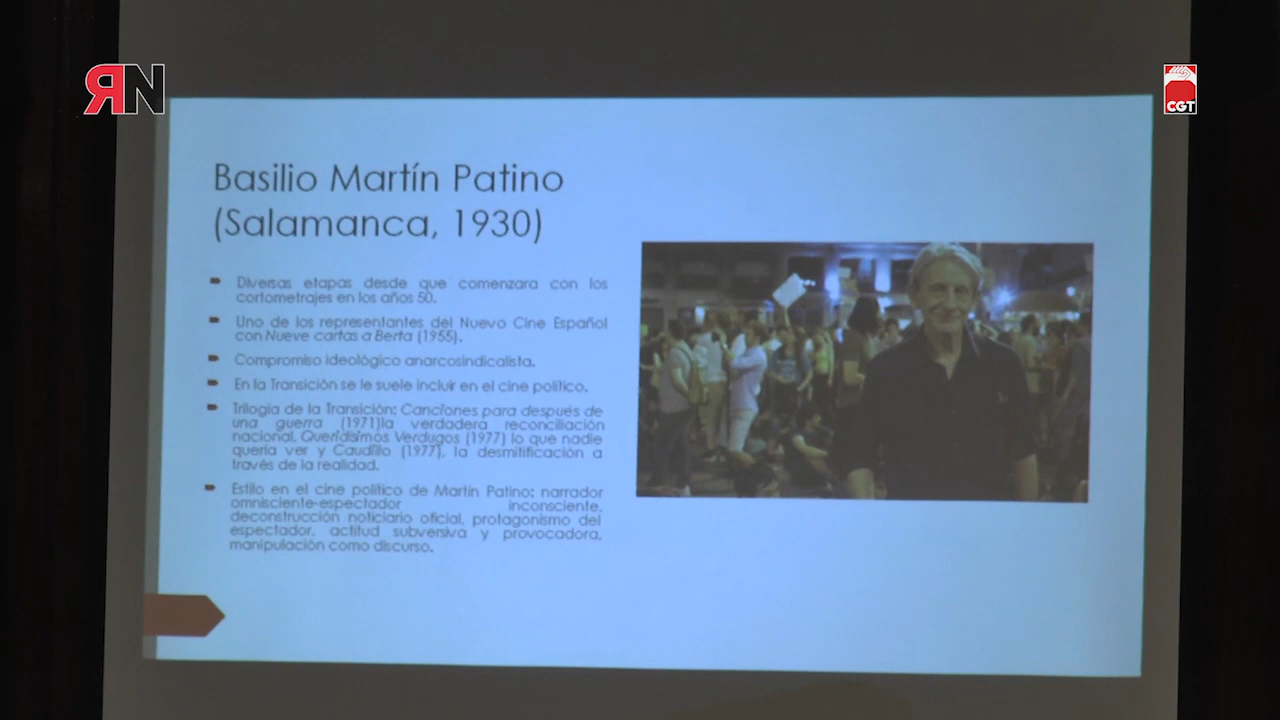 ЯN
CGT
Basilio Martín Patino
(Salamanca, 1930)
Diversas etapas desde que comenzara con los
cortometrajes en los años 50.
Uno de los representantes del Nuevo Cine Español
con Nueve cartas a Berta (1955).
Compromiso ideológico anarcosindicalista.
En la Transición se le suele incluir en el cine político.
Trilogía de la Transición: Canciones para después de
una guerra (1971)la verdadera reconciliación
nacional, Queridísimos Verdugos (1977) lo que nadie
quería ver y Caudillo (1977), la desmitificación a
través de la realidad.
Estilo en el cine político de Martín Patino: narrador
omnisciente-espectador inconsciente,
deconstrucción noticiario oficial, protagonismo del
espectador, actitud subversiva y provocadora,
manipulación como discurso.